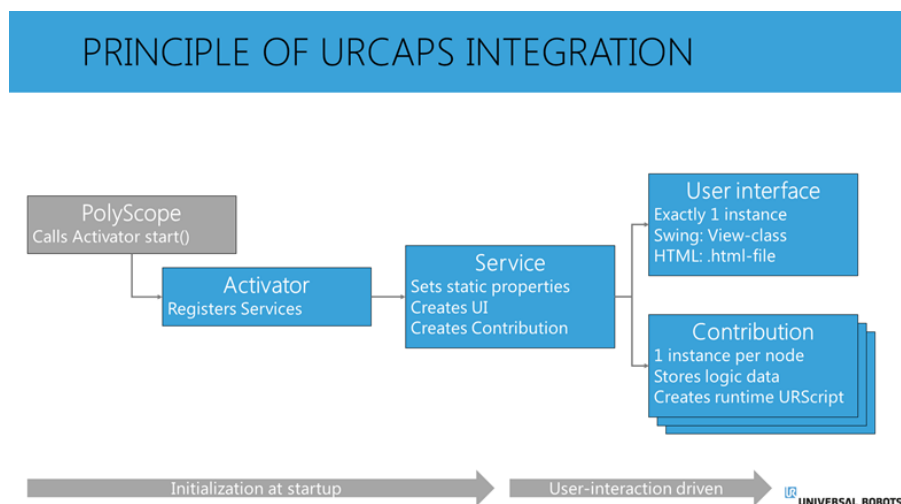 PRINCIPLE OF URCAPS INTEGRATION
PolyScope
Calls Activator start()
Activator
Registers Services
Service
Sets static properties
Creates UI
Creates Contribution
User interface
Exactly 1 instance
Swing: View-class
HTML: .html-file
Contribution
1 instance per node
Stores logic data
Creates runtime URScript
Initialization at startup
User-interaction driven
UR
UNIVERSAL ROBOTS